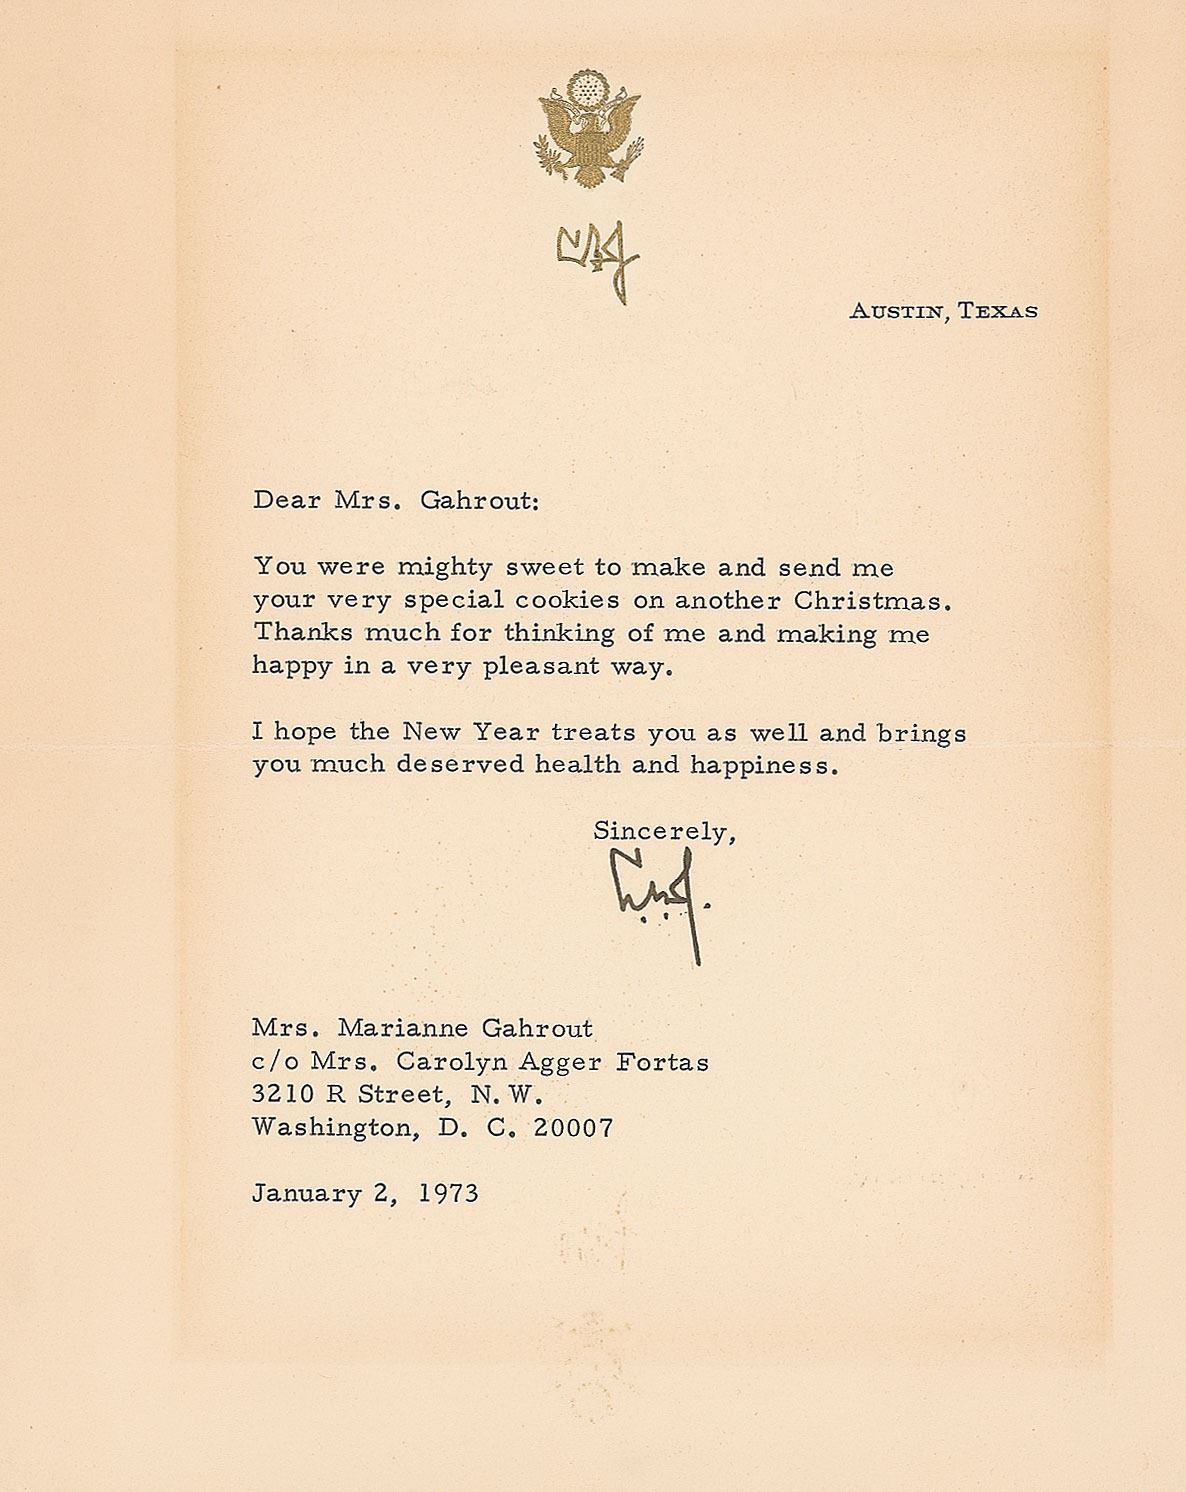 LBJ
AUSTIN, TEXAS
Dear Mrs. Gahrout:
You were mighty sweet to make and send me
your very special cookies on another Christmas.
Thanks much for thinking of me and making me
happy in a very pleasant way.
I hope the New Year treats you as well and brings
you much deserved health and happiness.
Sincerely,
Mrs. Marianne Gahrout
c/o Mrs. Carolyn Agger Fortas
3210 R Street, N. W.
Washington, D. C. 20007
January 2, 1973